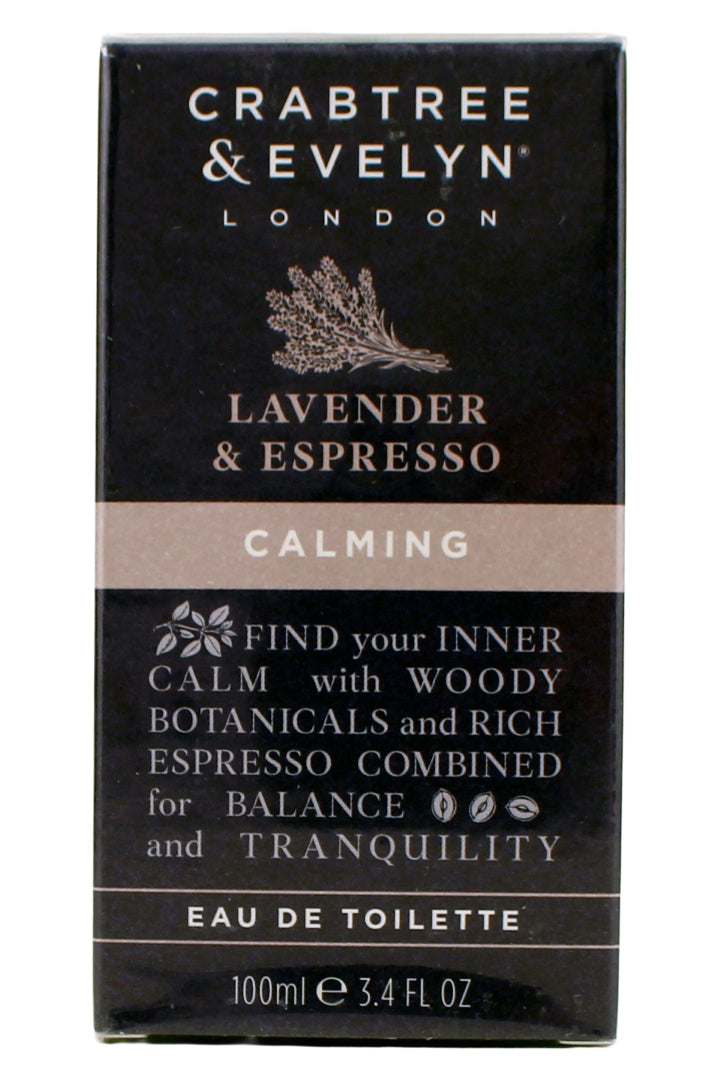 CRABTREE
& EVELYN®
LONDON
LAVENDER
& ESPRESSO
CALMING
FIND your INNER
CALM with WOODY
BOTANICALS and RICH
ESPRESSO COMBINED
for BALANCE
and TRANQUILITY
EAU DE TOILETTE
100ml ℮ 3.4 FL OZ